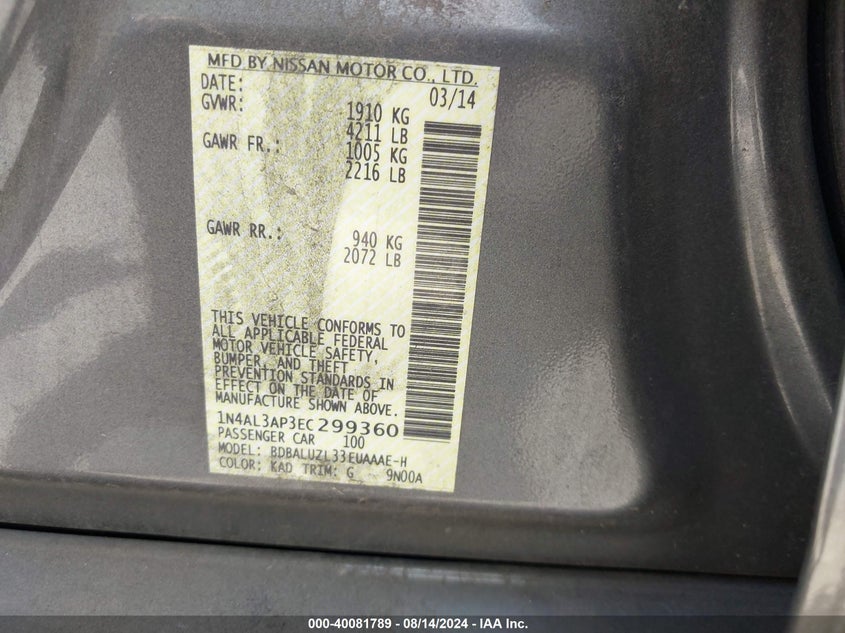 MFD. BY NISSAN MOTOR CO., LTD.
DATE: 03/14
GVWR: 1910 KG
4211 LB
GAWR FR.: 1005 KG
2216 LB
GAWR RR.: 940 KG
2072 LB
THIS VEHICLE CONFORMS TO
ALL APPLICABLE FEDERAL
MOTOR VEHICLE SAFETY,
BUMPER, AND THEFT
PREVENTION STANDARDS IN
EFFECT ON THE DATE OF
MANUFACTURE SHOWN ABOVE.
1N4AL3AP3EC299360
PASSENGER CAR 100
MODEL: BDBALUZL33EUAAAE-H
COLOR: KAD TRIM: G 9N00A
000-40081789 - 08/14/2024 - IAA Inc.